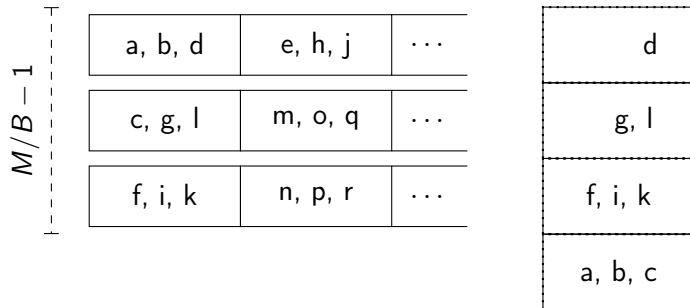 a, b, d e, h, j ···
d
c, g, l m, o, q ···
g, l
M/B − 1
f, i, k n, p, r ···
f, i, k
a, b, c